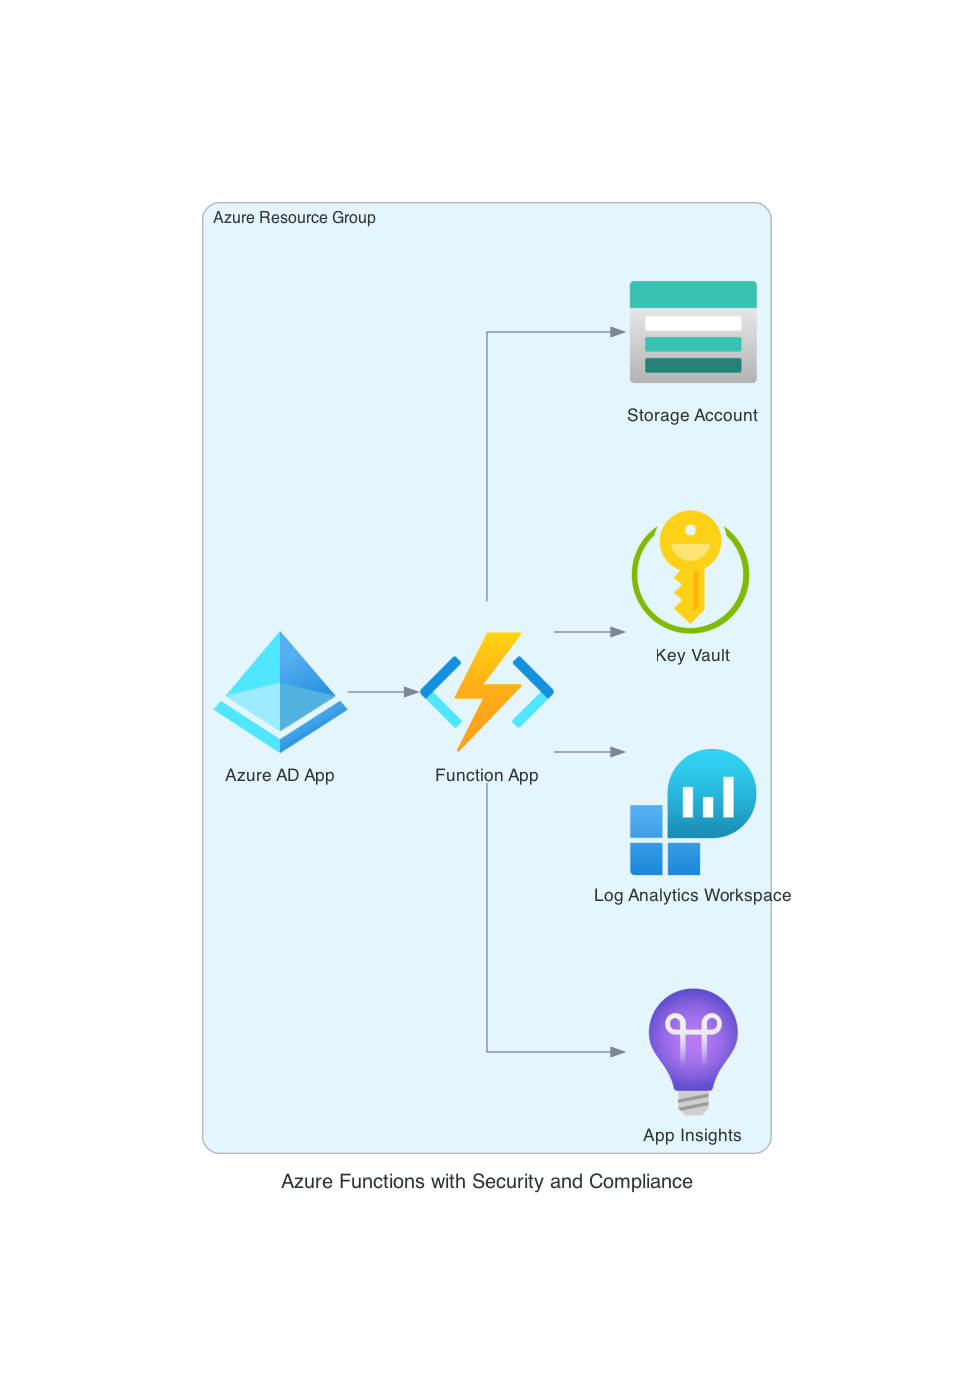 Azure Resource Group
Storage Account
Key Vault
Azure AD App
Function App
Log Analytics Workspace
App Insights
Azure Functions with Security and Compliance